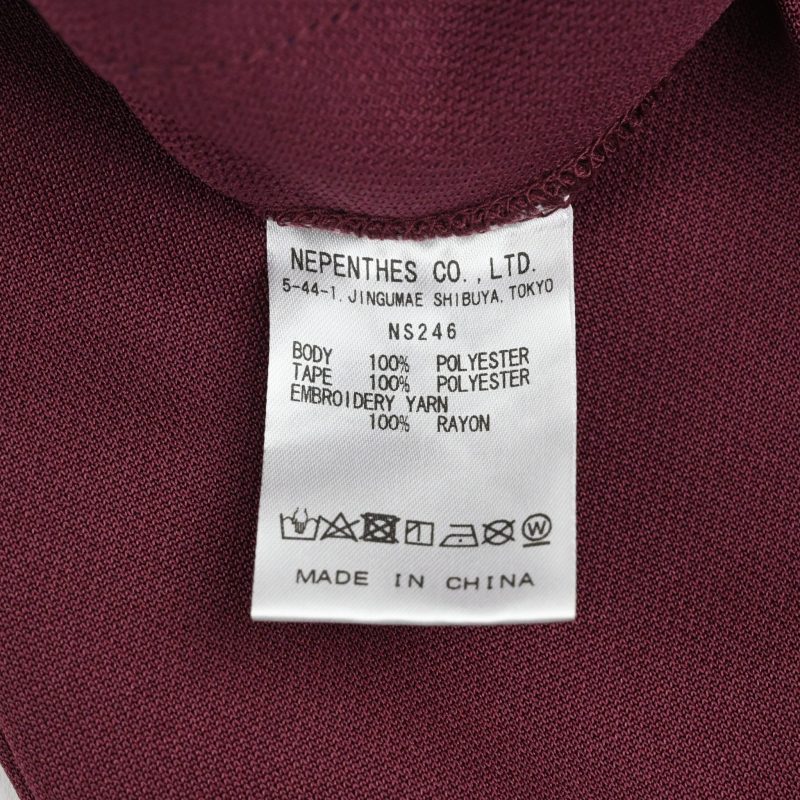 NEPENTHES CO.,LTD.
5-44-1, JINGUMAE SHIBUYA, TOKYO
NS246
BODY 100% POLYESTER
TAPE 100% POLYESTER
EMBROIDERY YARN
100% RAYON
W
MADE IN CHINA